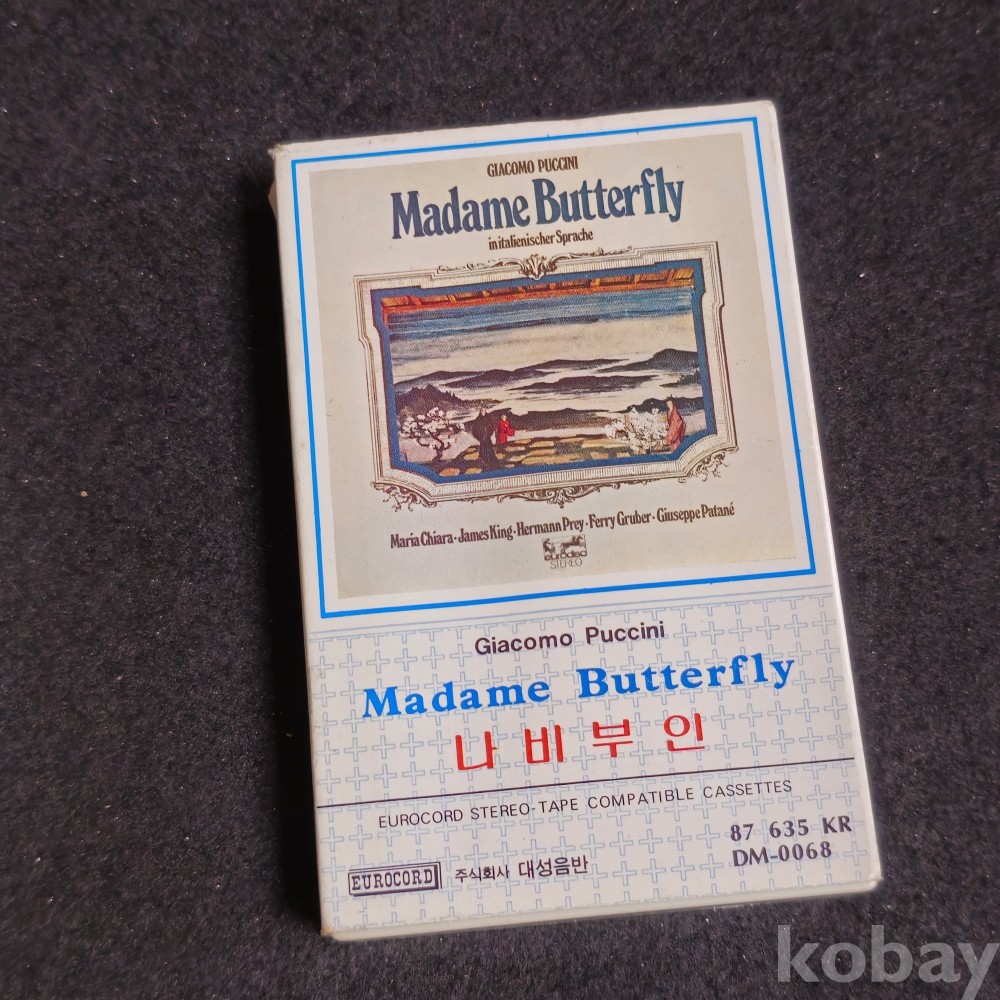 GIACOMO PUCCINI
Madame Butterfly
in italienischer Sprache
Maria Chiara · James King · Hermann Prey · Ferry Gruber · Giuseppe Patané
eurodisc
STEREO
Giacomo Puccini
Madame Butterfly
나비부인
EUROCORD STEREO-TAPE COMPATIBLE CASSETTES
87 635 KR
DM-0068
EUROCORD 주식회사 대성음반
kobay